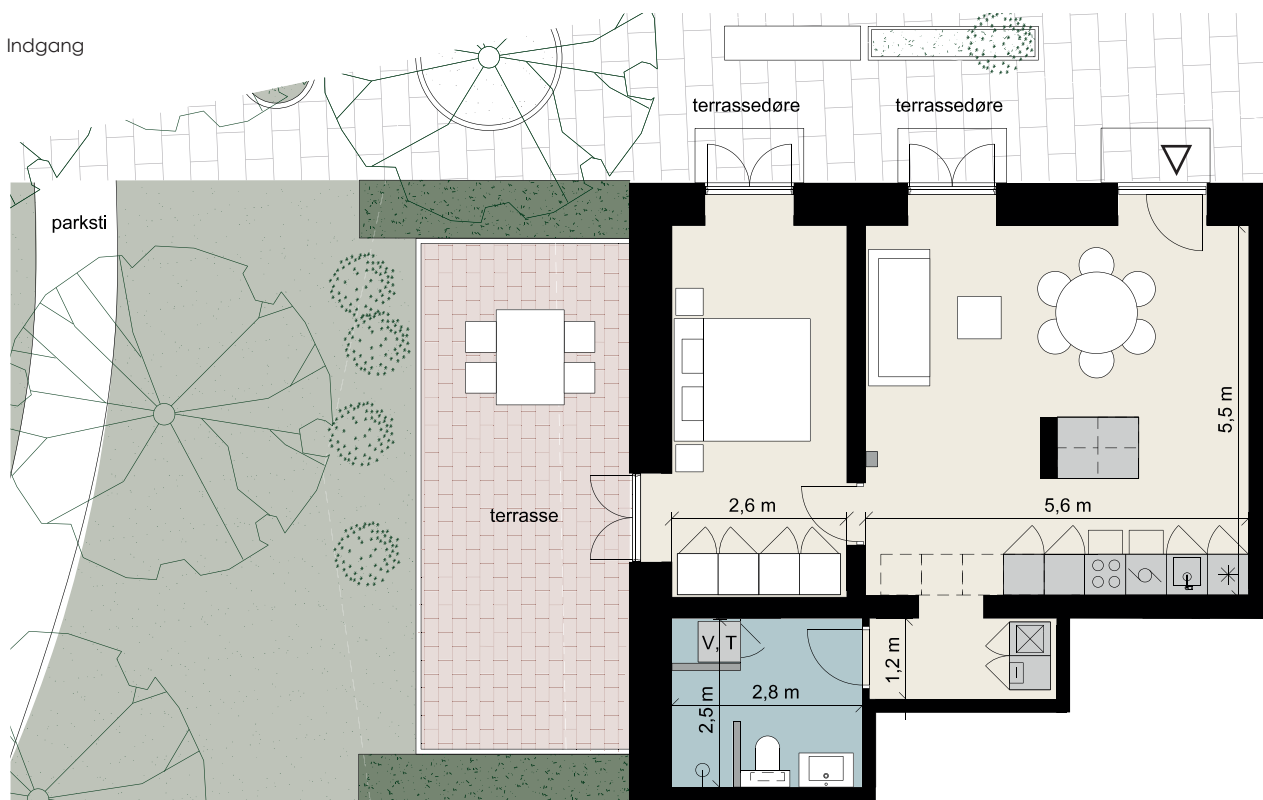 Indgang
terrassedøre
terrassedøre
parksti
5,5 m
terrasse
2,6 m
5,6 m
V, T
1,2 m
2,5 m
2,8 m